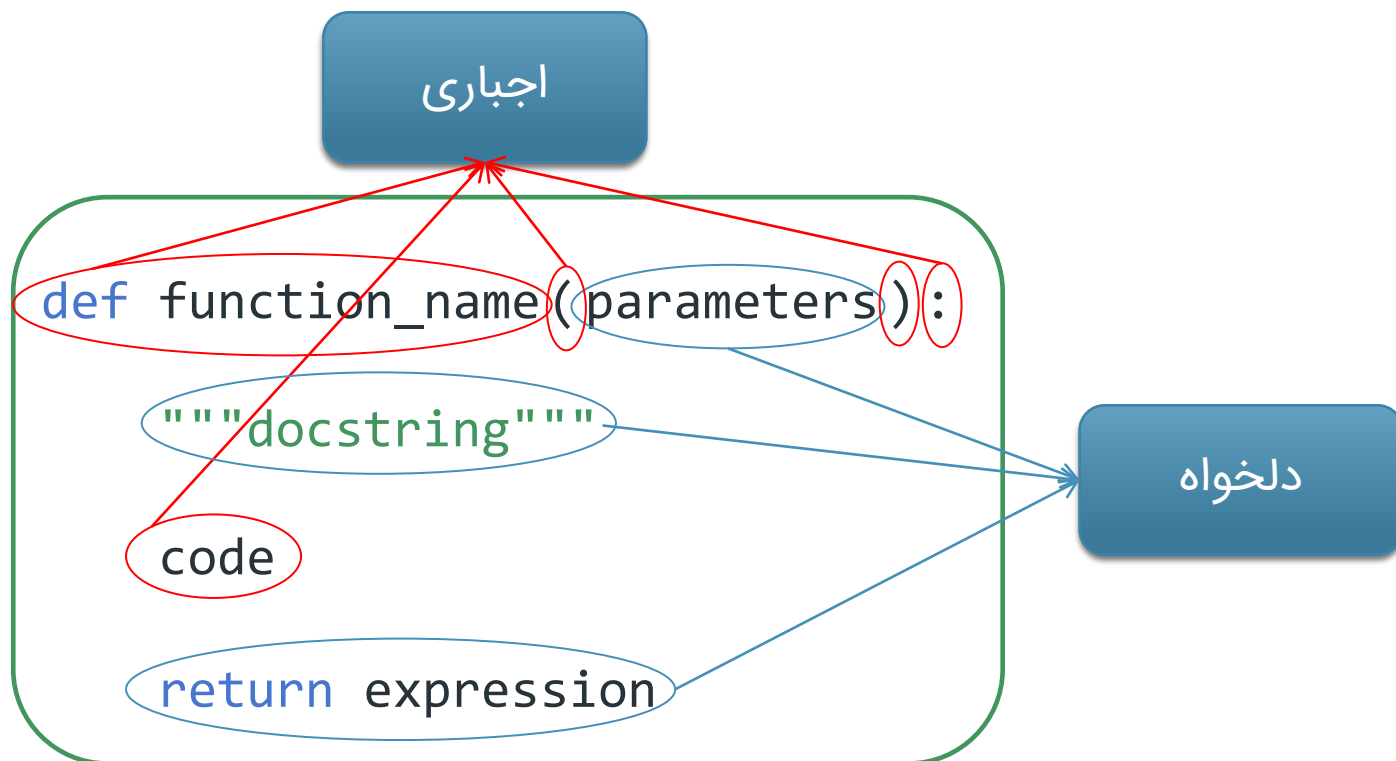 اجباری
def function_name(parameters):
"""docstring"""
دلخواه
code
return expression